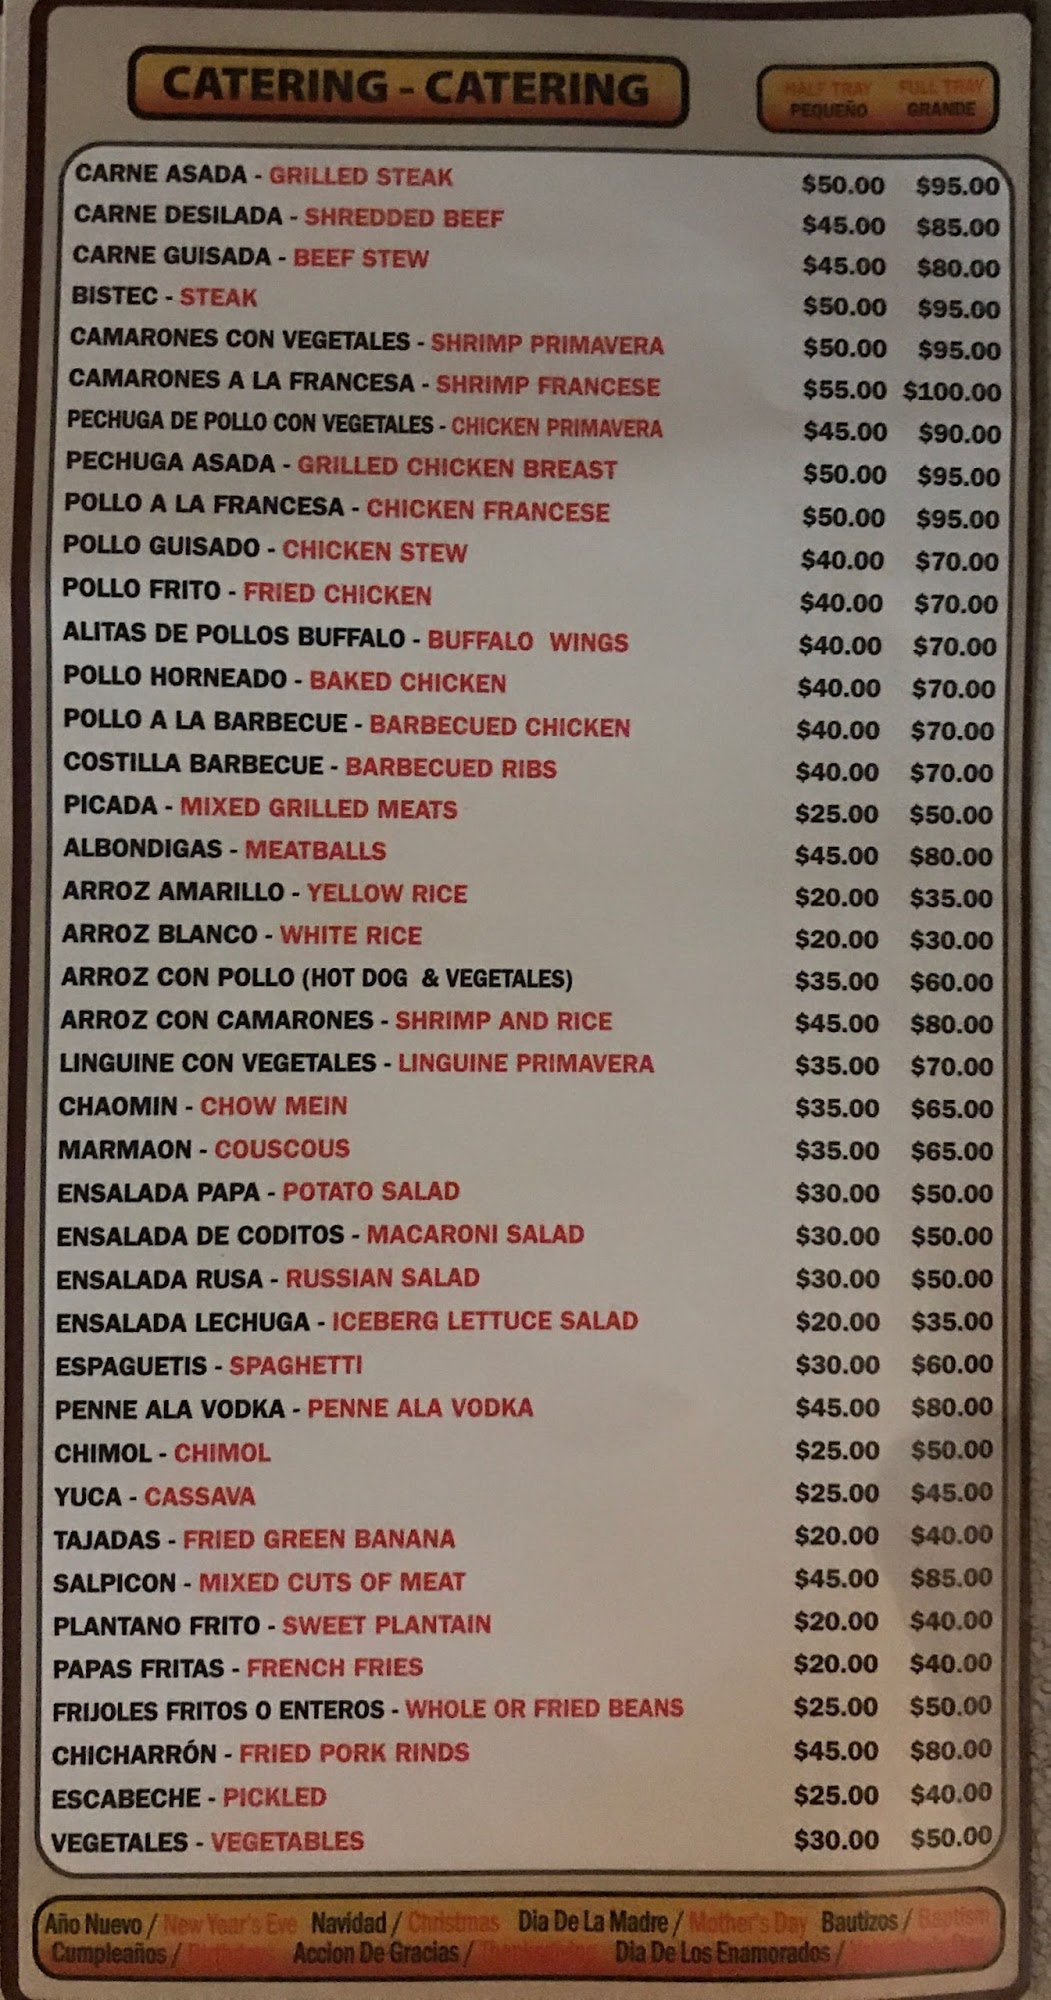 CATERING - CATERING
HALF TRAY FULL TRAY
PEQUEÑO GRANDE
CARNE ASADA - GRILLED STEAK $50.00 $95.00
CARNE DESILADA - SHREDDED BEEF $45.00 $85.00
CARNE GUISADA - BEEF STEW $45.00 $80.00
BISTEC - STEAK $50.00 $95.00
CAMARONES CON VEGETALES - SHRIMP PRIMAVERA $50.00 $95.00
CAMARONES A LA FRANCESA - SHRIMP FRANCESE $55.00 $100.00
PECHUGA DE POLLO CON VEGETALES - CHICKEN PRIMAVERA $45.00 $90.00
PECHUGA ASADA - GRILLED CHICKEN BREAST $50.00 $95.00
POLLO A LA FRANCESA - CHICKEN FRANCESE $50.00 $95.00
POLLO GUISADO - CHICKEN STEW $40.00 $70.00
POLLO FRITO - FRIED CHICKEN $40.00 $70.00
ALITAS DE POLLOS BUFFALO - BUFFALO WINGS $40.00 $70.00
POLLO HORNEADO - BAKED CHICKEN $40.00 $70.00
POLLO A LA BARBECUE - BARBECUED CHICKEN $40.00 $70.00
COSTILLA BARBECUE - BARBECUED RIBS $40.00 $70.00
PICADA - MIXED GRILLED MEATS $25.00 $50.00
ALBONDIGAS - MEATBALLS $45.00 $80.00
ARROZ AMARILLO - YELLOW RICE $20.00 $35.00
ARROZ BLANCO - WHITE RICE $20.00 $30.00
ARROZ CON POLLO (HOT DOG & VEGETALES) $35.00 $60.00
ARROZ CON CAMARONES - SHRIMP AND RICE $45.00 $80.00
LINGUINE CON VEGETALES - LINGUINE PRIMAVERA $35.00 $70.00
CHAOMIN - CHOW MEIN $35.00 $65.00
MARMAON - COUSCOUS $35.00 $65.00
ENSALADA PAPA - POTATO SALAD $30.00 $50.00
ENSALADA DE CODITOS - MACARONI SALAD $30.00 $50.00
ENSALADA RUSA - RUSSIAN SALAD $30.00 $50.00
ENSALADA LECHUGA - ICEBERG LETTUCE SALAD $20.00 $35.00
ESPAGUETIS - SPAGHETTI $30.00 $60.00
PENNE ALA VODKA - PENNE ALA VODKA $45.00 $80.00
CHIMOL - CHIMOL $25.00 $50.00
YUCA - CASSAVA $25.00 $45.00
TAJADAS - FRIED GREEN BANANA $20.00 $40.00
SALPICON - MIXED CUTS OF MEAT $45.00 $85.00
PLANTANO FRITO - SWEET PLANTAIN $20.00 $40.00
PAPAS FRITAS - FRENCH FRIES $20.00 $40.00
FRIJOLES FRITOS O ENTEROS - WHOLE OR FRIED BEANS $25.00 $50.00
CHICHARRÓN - FRIED PORK RINDS $45.00 $80.00
ESCABECHE - PICKLED $25.00 $40.00
VEGETALES - VEGETABLES $30.00 $50.00
Año Nuevo / New Year's Eve Navidad / Christmas Dia De La Madre / Mother's Day Bautizos / Baptism
Cumpleaños / Accion De Gracias / Thanksgiving Dia De Los Enamorados /